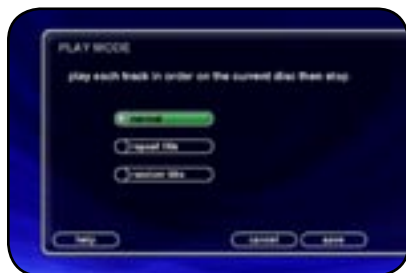 PLAY MODE
play each track in order on the current disc then stop
normal
repeat title
random title
help cancel save